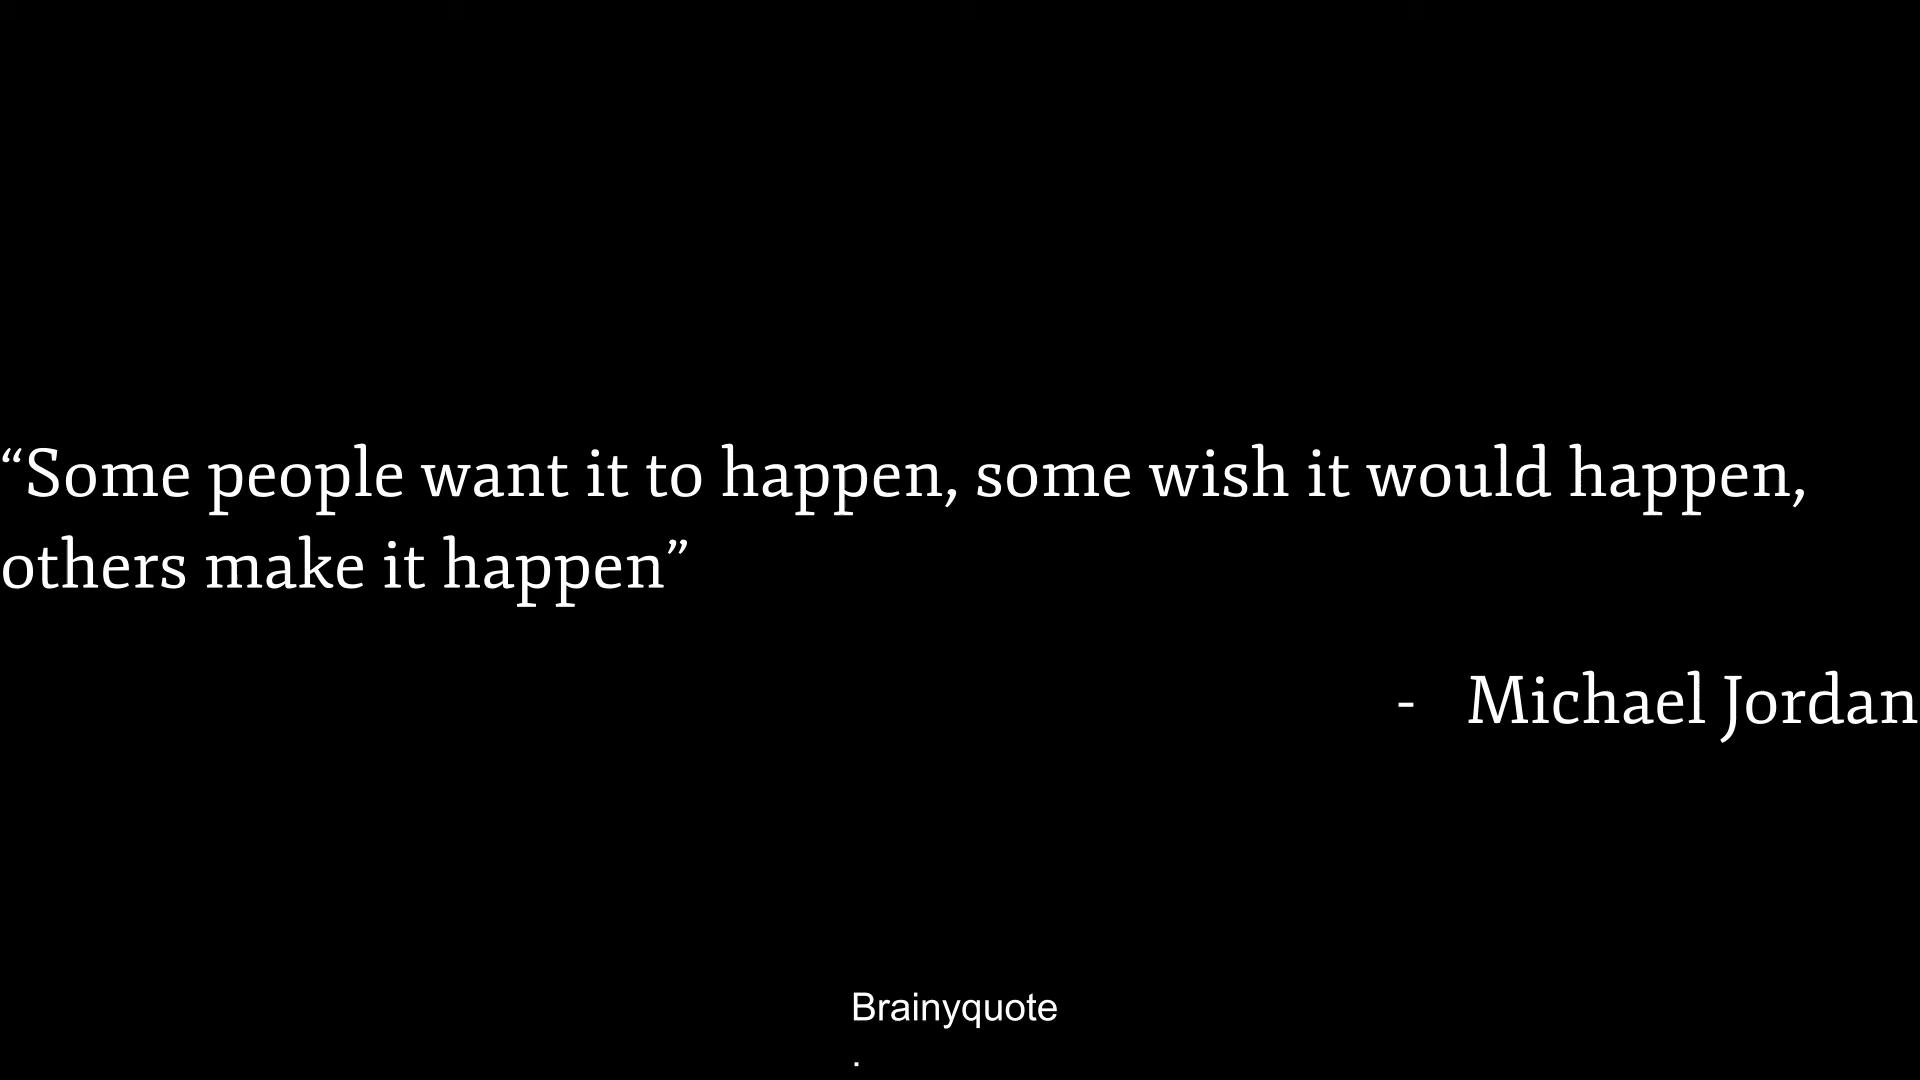 “Some people want it to happen, some wish it would happen,
others make it happen”
- Michael Jordan
Brainyquote
.